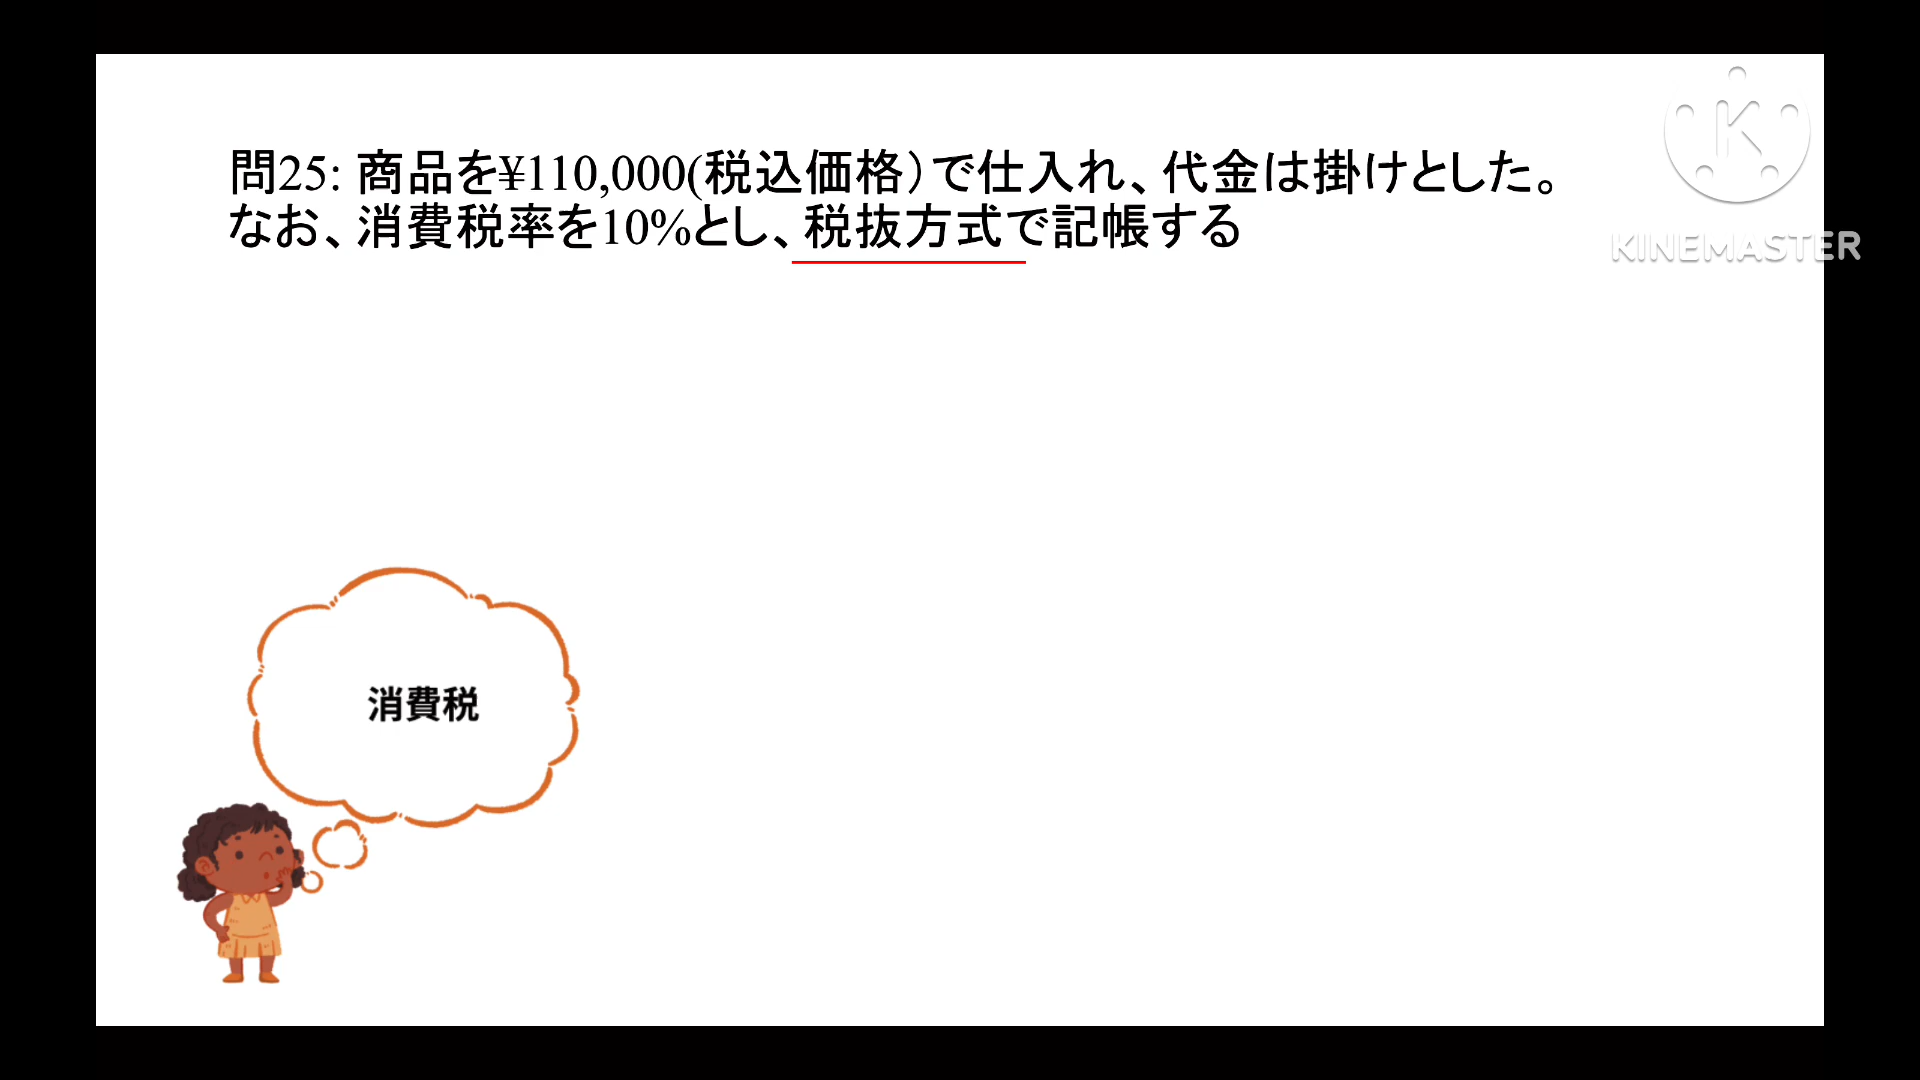 問25: 商品を¥110,000(税込価格）で仕入れ、代金は掛けとした。
なお、消費税率を10%とし、税抜方式で記帳する
K
KINEMASTER
消費税